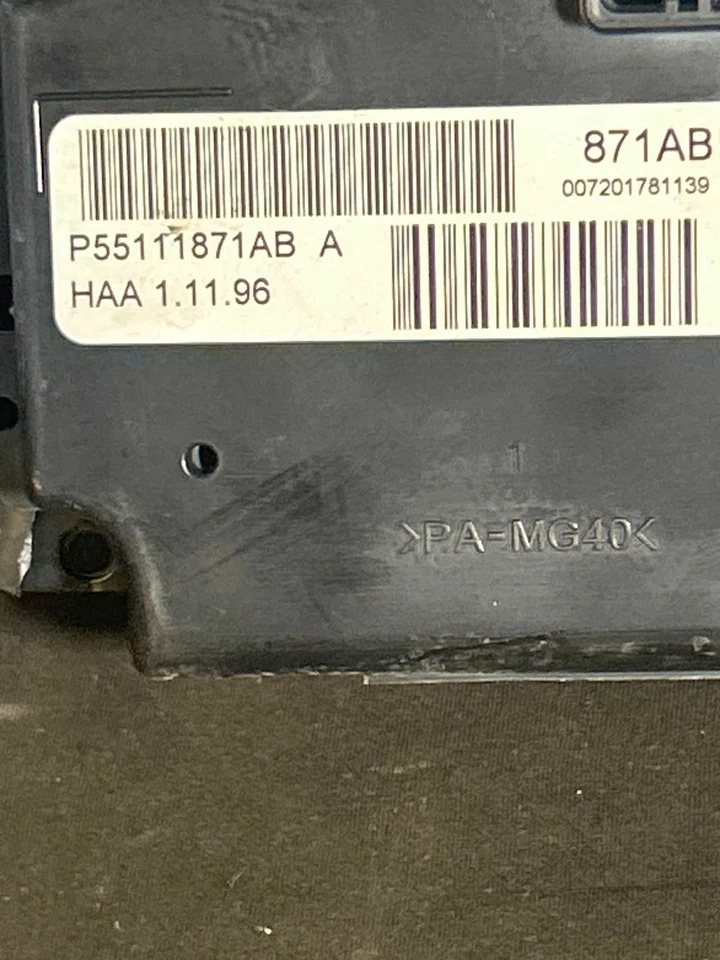 871AB
007201781139
P55111871AB A
HAA 1.11.96
1
>PA-MG40<